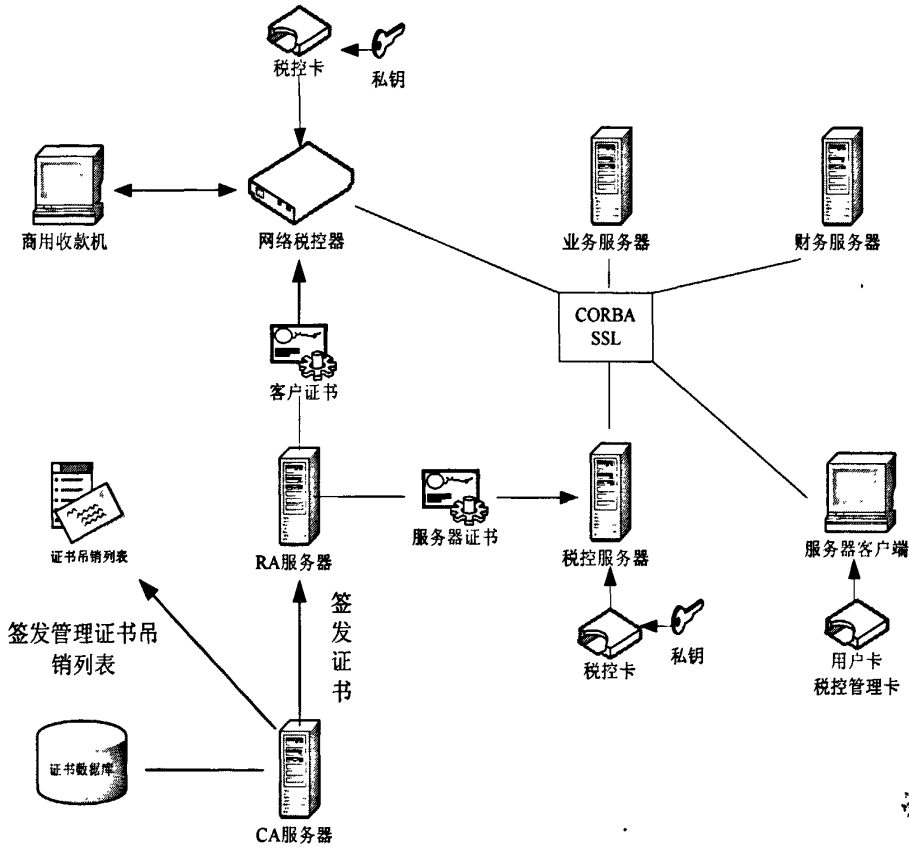 税控卡
私钥
商用收款机
网络税控器
业务服务器
财务服务器
CORBA
SSL
客户证书
证书吊销列表
RA服务器
服务器证书
税控服务器
服务器客户端
签发管理证书吊
销列表
签
发
证
书
税控卡
私钥
用户卡
税控管理卡
证书数据库
CA服务器